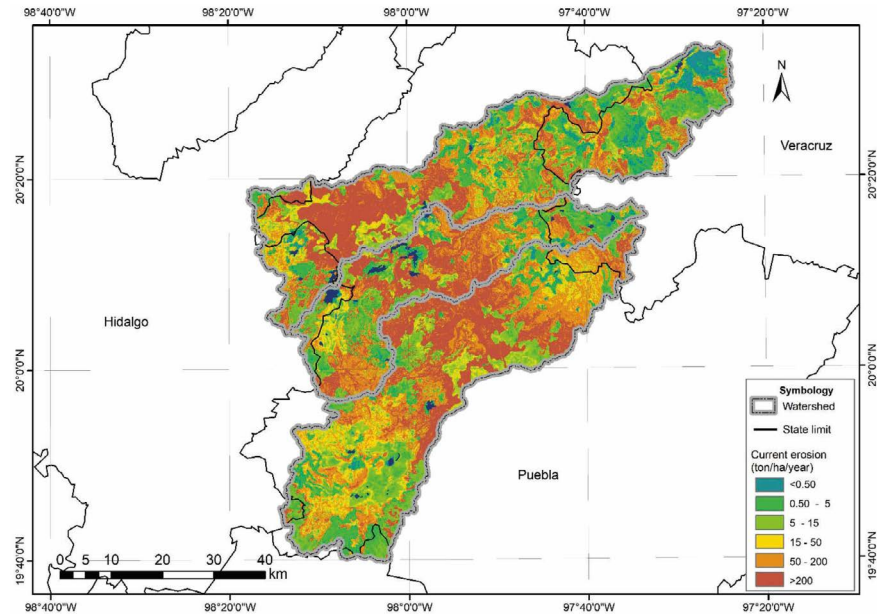 98°40'0"W 98°20'0"W 98°0'0"W 97°40'0"W 97°20'0"W
20°20'0"N
20°0'0"N
19°40'0"N
N
Veracruz
Hidalgo
Puebla
20°20'0"N
20°0'0"N
19°40'0"N
Symbology
Watershed
State limit
Current erosion
(ton/ha/year)
<0.50
0.50 - 5
5 - 15
15 - 50
50 - 200
>200
0 5 10 20 30 40
km
98°40'0"W 98°20'0"W 98°0'0"W 97°40'0"W 97°20'0"W